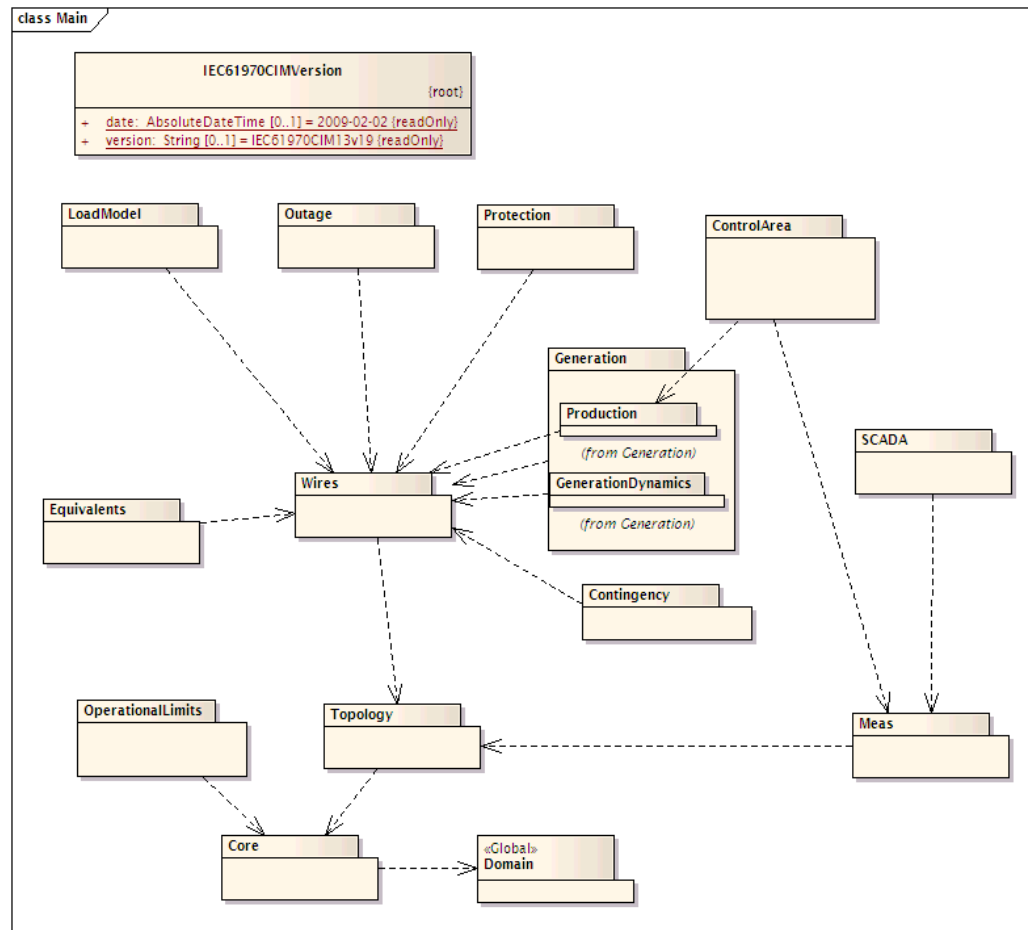 class Main
IEC61970CIMVersion
{root}
+ date: AbsoluteDateTime [0..1] = 2009-02-02 {readOnly}
+ version: String [0..1] = IEC61970CIM13v19 {readOnly}
LoadModel
Outage
Protection
ControlArea
Generation
Production
(from Generation)
SCADA
Wires
GenerationDynamics
(from Generation)
Equivalents
Contingency
OperationalLimits
Topology
Meas
Core
«Global»
Domain